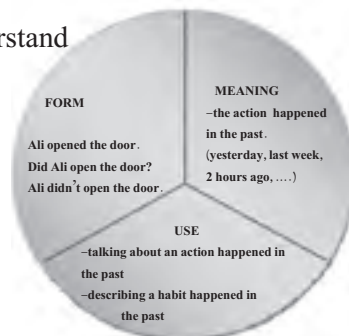 rstand
FORM
Ali opened the door.
Did Ali open the door?
Ali didn't open the door.
MEANING
–the action happened
in the past.
(yesterday, last week,
2 hours ago, ....)
USE
–talking about an action happened in
the past
–describing a habit happened in
the past